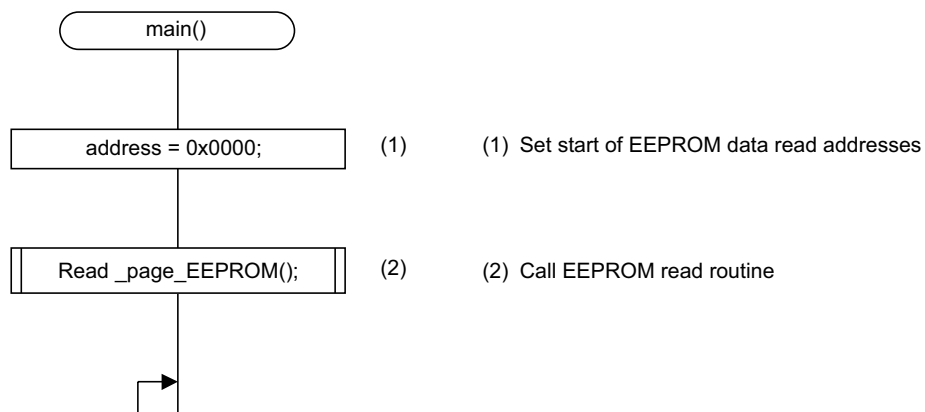 main()
address = 0x0000; (1) (1) Set start of EEPROM data read addresses
Read _page_EEPROM(); (2) (2) Call EEPROM read routine